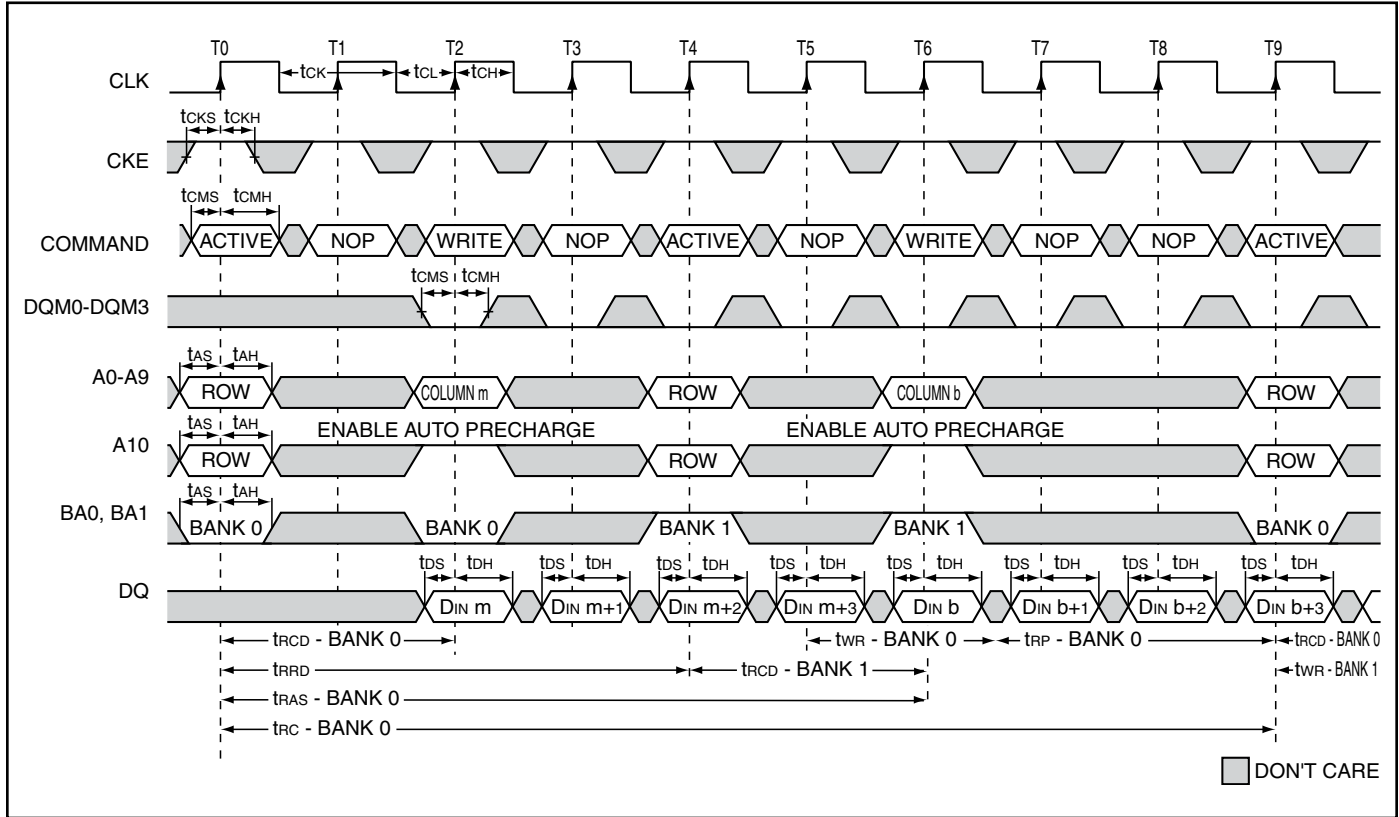 T0 T1 T2 T3 T4 T5 T6 T7 T8 T9
CLK tCK tCL tCH
tCKS tCKH
CKE
tCMS tCMH
COMMAND ACTIVE NOP WRITE NOP ACTIVE NOP WRITE NOP NOP ACTIVE
tCMS tCMH
DQM0-DQM3
tAS tAH
A0-A9 ROW COLUMN m ROW COLUMN b ROW
tAS tAH ENABLE AUTO PRECHARGE ENABLE AUTO PRECHARGE
A10 ROW ROW ROW
tAS tAH
BA0, BA1 BANK 0 BANK 0 BANK 1 BANK 1 BANK 0
tDS tDH tDS tDH tDS tDH tDS tDH tDS tDH tDS tDH tDS tDH tDS tDH
DQ DIN m DIN m+1 DIN m+2 DIN m+3 DIN b DIN b+1 DIN b+2 DIN b+3
tRCD - BANK 0 tWR - BANK 0 tRP - BANK 0 tRCD - BANK 0
tRRD tRCD - BANK 1 tWR - BANK 1
tRAS - BANK 0
tRC - BANK 0
DON'T CARE